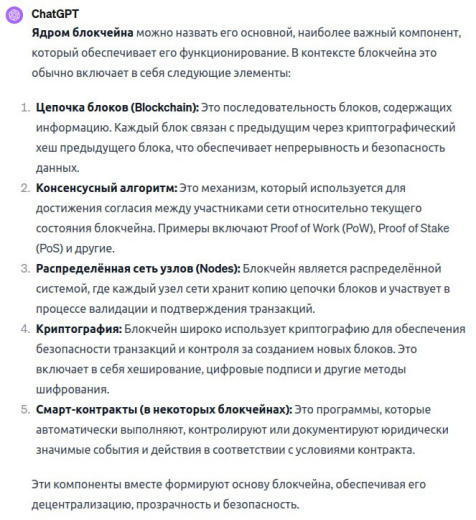 ChatGPT
Ядром блокчейна можно назвать его основной, наиболее важный компонент,
который обеспечивает его функционирование. В контексте блокчейна это
обычно включает в себя следующие элементы:
1. Цепочка блоков (Blockchain): Это последовательность блоков, содержащих
информацию. Каждый блок связан с предыдущим через криптографический
хеш предыдущего блока, что обеспечивает непрерывность и безопасность
данных.
2. Консенсусный алгоритм: Это механизм, который используется для
достижения согласия между участниками сети относительно текущего
состояния блокчейна. Примеры включают Proof of Work (PoW), Proof of Stake
(PoS) и другие.
3. Распределённая сеть узлов (Nodes): Блокчейн является распределённой
системой, где каждый узел сети хранит копию цепочки блоков и участвует в
процессе валидации и подтверждения транзакций.
4. Криптография: Блокчейн широко использует криптографию для обеспечения
безопасности транзакций и контроля за созданием новых блоков. Это
включает в себя хеширование, цифровые подписи и другие методы
шифрования.
5. Смарт-контракты (в некоторых блокчейнах): Это программы, которые
автоматически выполняют, контролируют или документируют юридически
значимые события и действия в соответствии с условиями контракта.
Эти компоненты вместе формируют основу блокчейна, обеспечивая его
децентрализацию, прозрачность и безопасность.